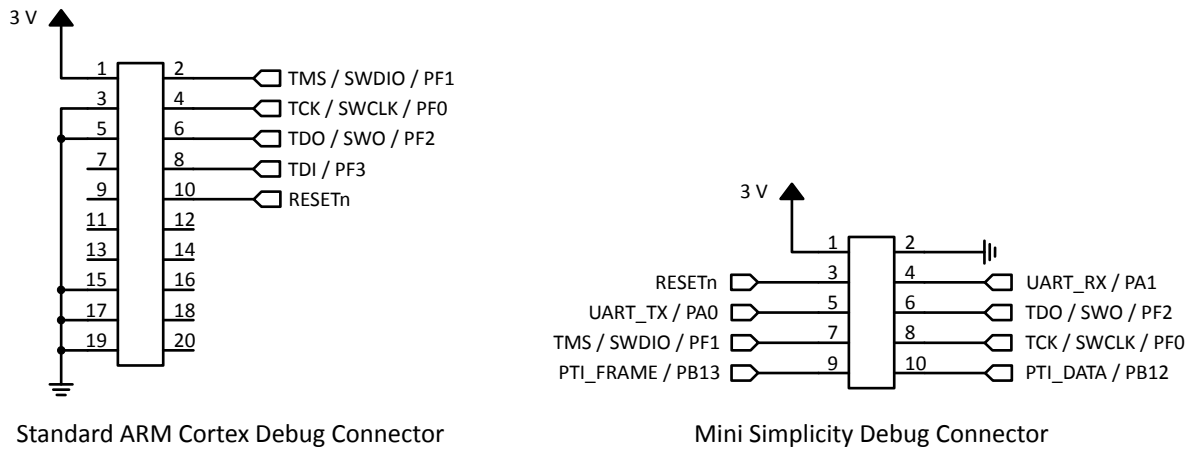 3 V
1 2 TMS / SWDIO / PF1
3 4 TCK / SWCLK / PF0
5 6 TDO / SWO / PF2
7 8 TDI / PF3
9 10 RESETn
11 12
13 14
15 16
17 18
19 20
Standard ARM Cortex Debug Connector
3 V
1 2
RESETn 3 4 UART_RX / PA1
UART_TX / PA0 5 6 TDO / SWO / PF2
TMS / SWDIO / PF1 7 8 TCK / SWCLK / PF0
PTI_FRAME / PB13 9 10 PTI_DATA / PB12
Mini Simplicity Debug Connector